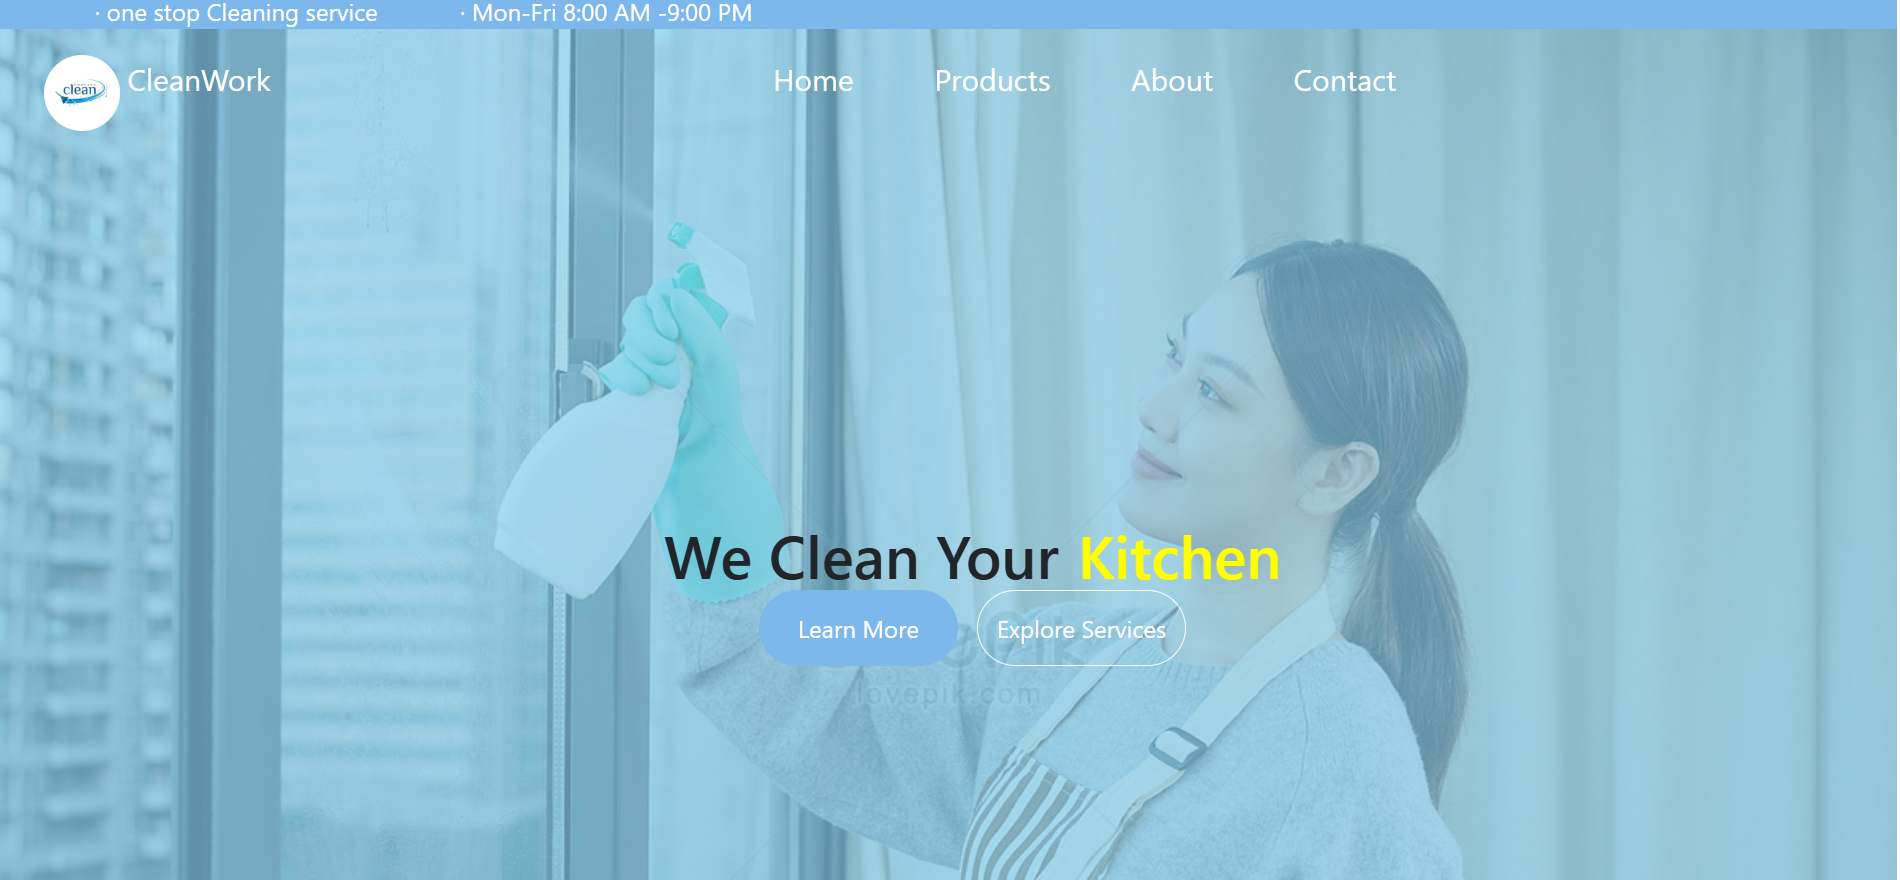 · one stop Cleaning service · Mon-Fri 8:00 AM -9:00 PM
clean
CleanWork
Home Products About Contact
We Clean Your Kitchen
Learn More Explore Services
lovepik.com